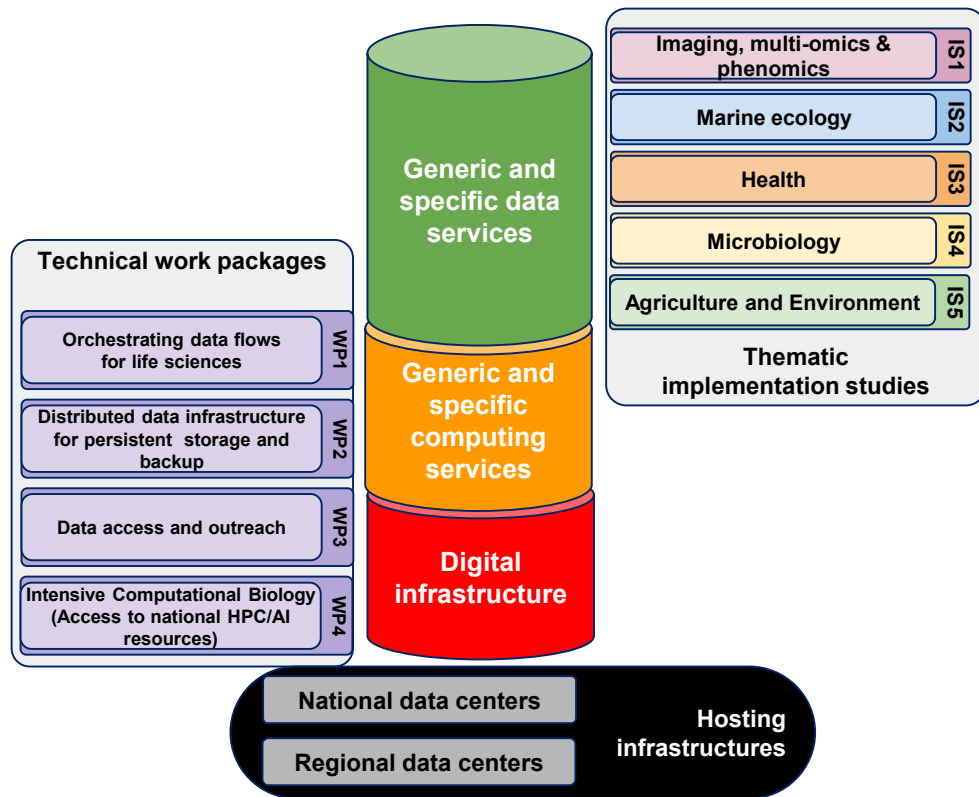 Technical work packages
Orchestrating data flows
for life sciences
WP1
Distributed data infrastructure
for persistent storage and
backup
WP2
Data access and outreach
WP3
Intensive Computational Biology
(Access to national HPC/AI
resources)
WP4
Generic and
specific data
services
Generic and
specific
computing
services
Digital
infrastructure
Imaging, multi-omics &
phenomics
IS1
Marine ecology
IS2
Health
IS3
Microbiology
IS4
Agriculture and Environment
IS5
Thematic
implementation studies
National data centers
Regional data centers
Hosting
infrastructures